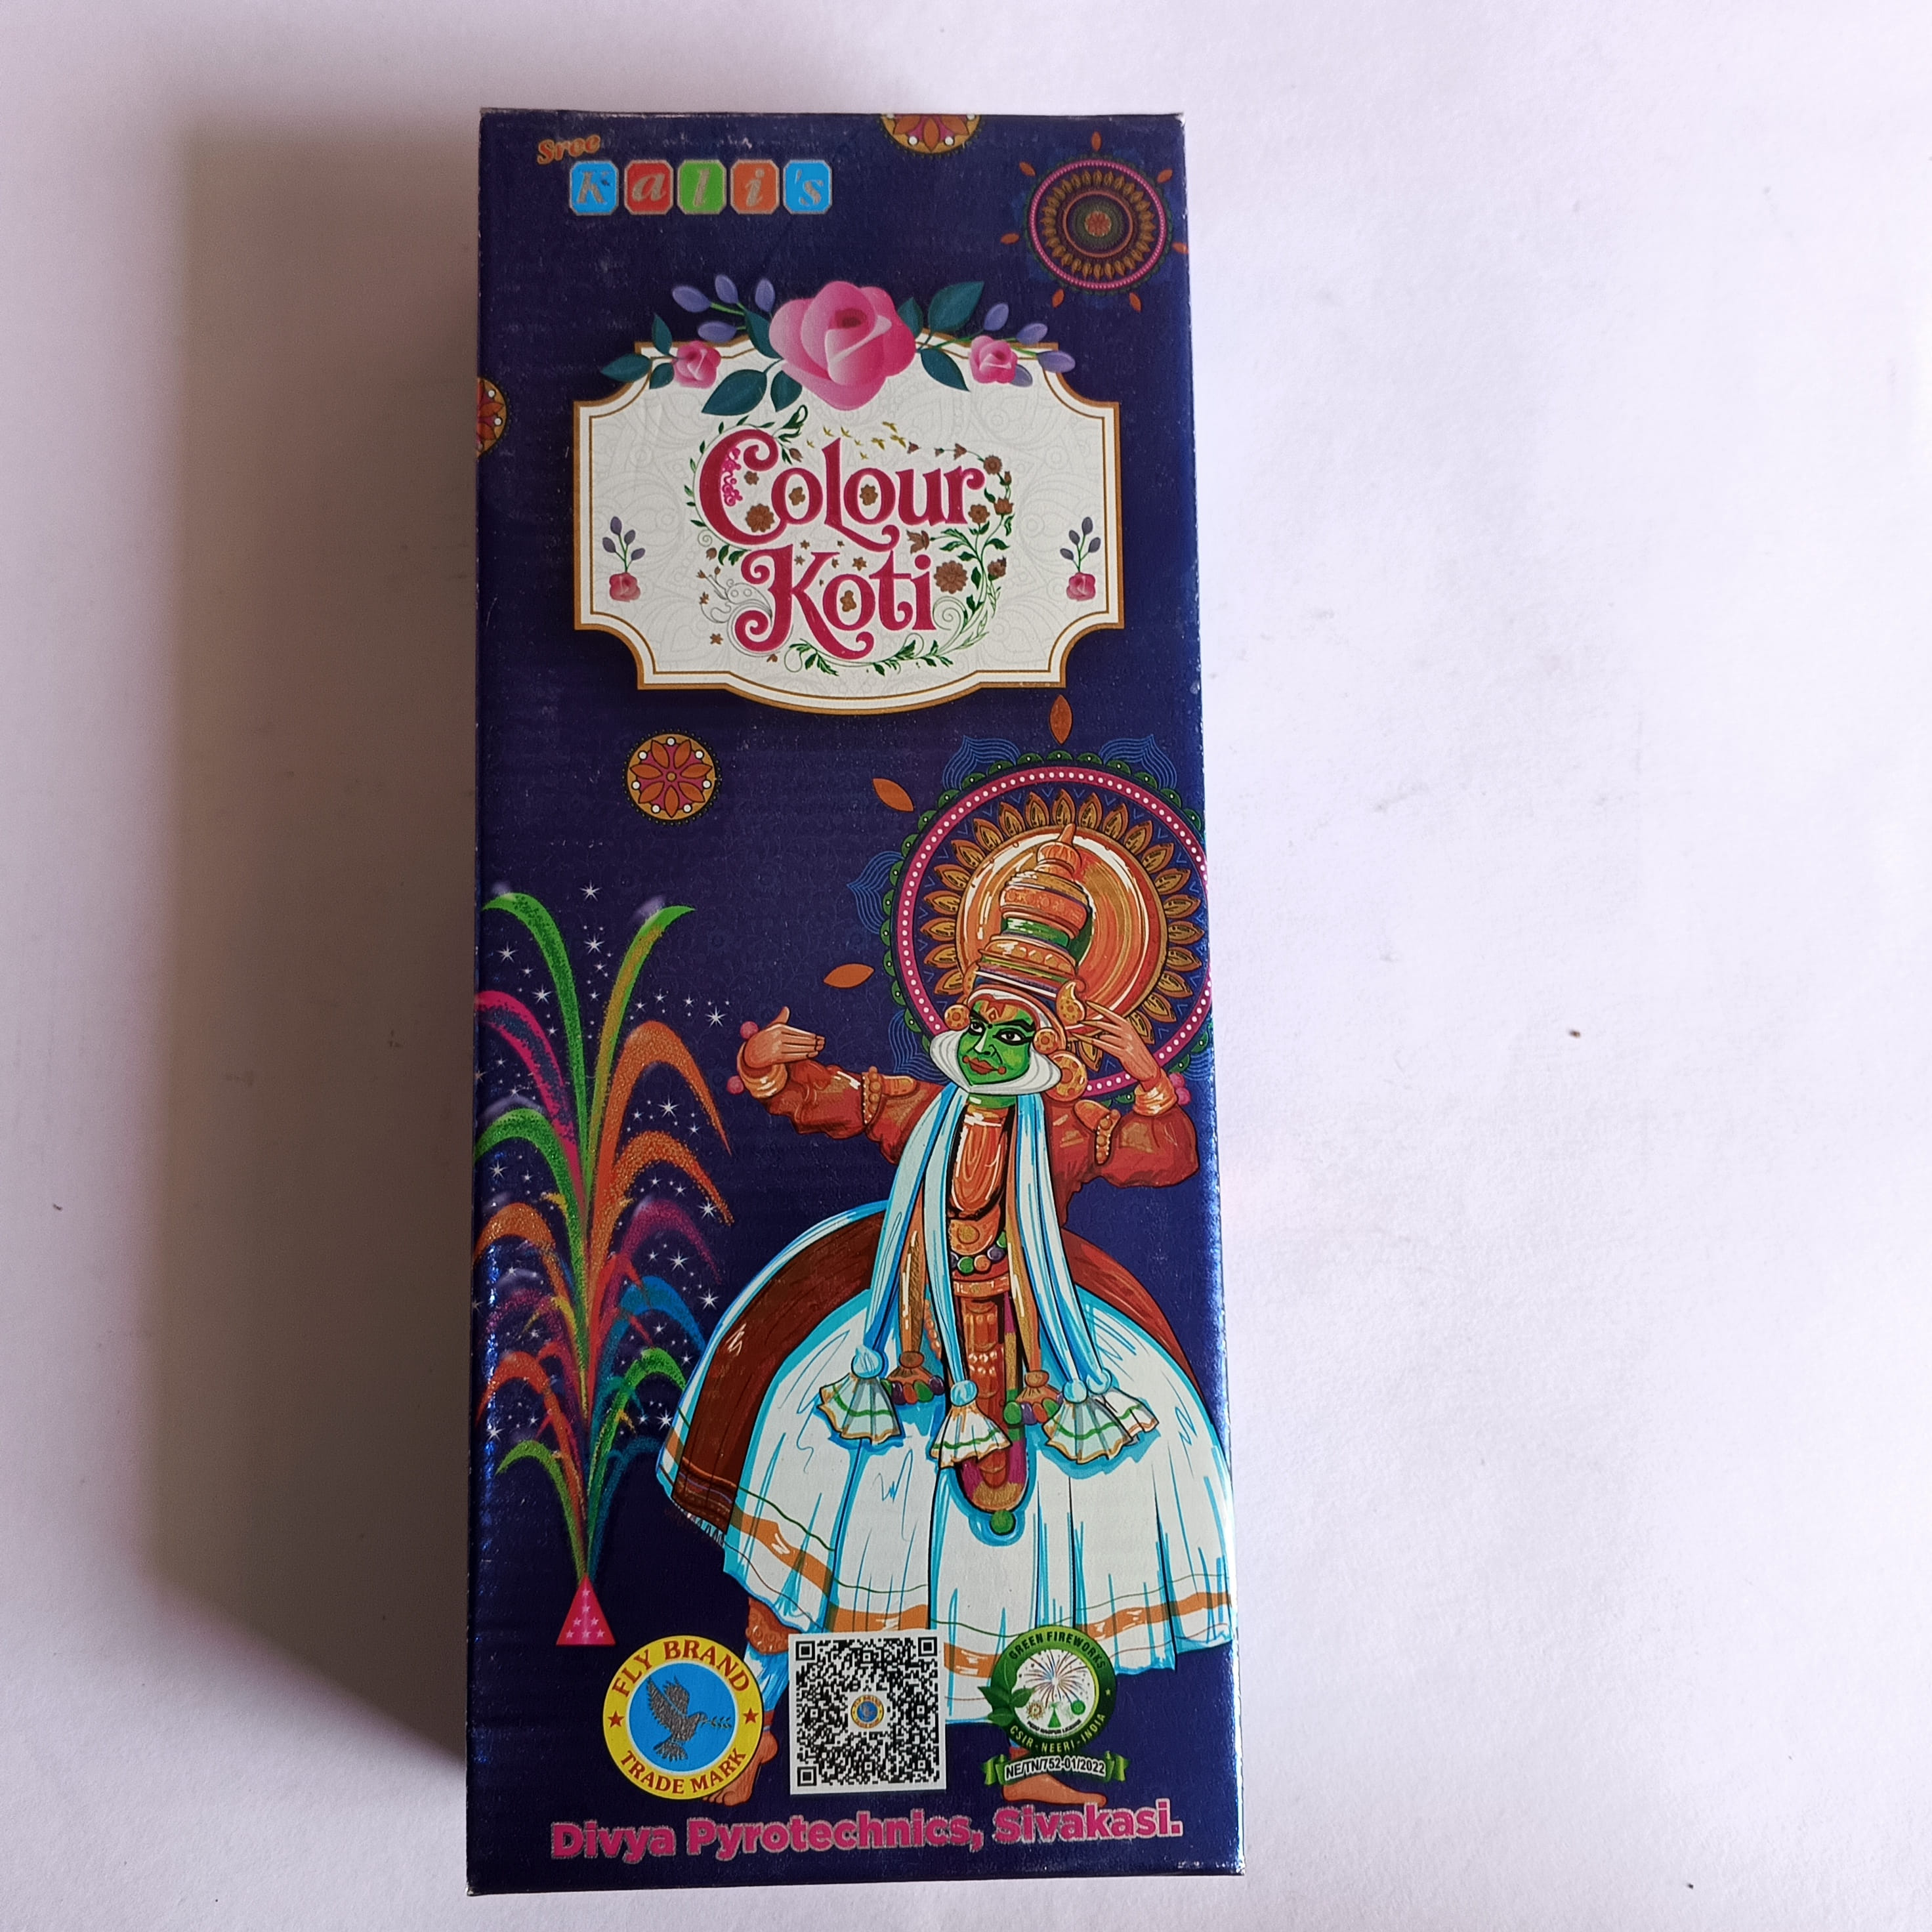 Sree
Kali's
Colour
Koti
FLY BRAND
TRADE MARK
GREEN FIREWORKS
CSIR-NEERI-INDIA
NE/TN/752-01/2022
Divya Pyrotechnics, Sivakasi.